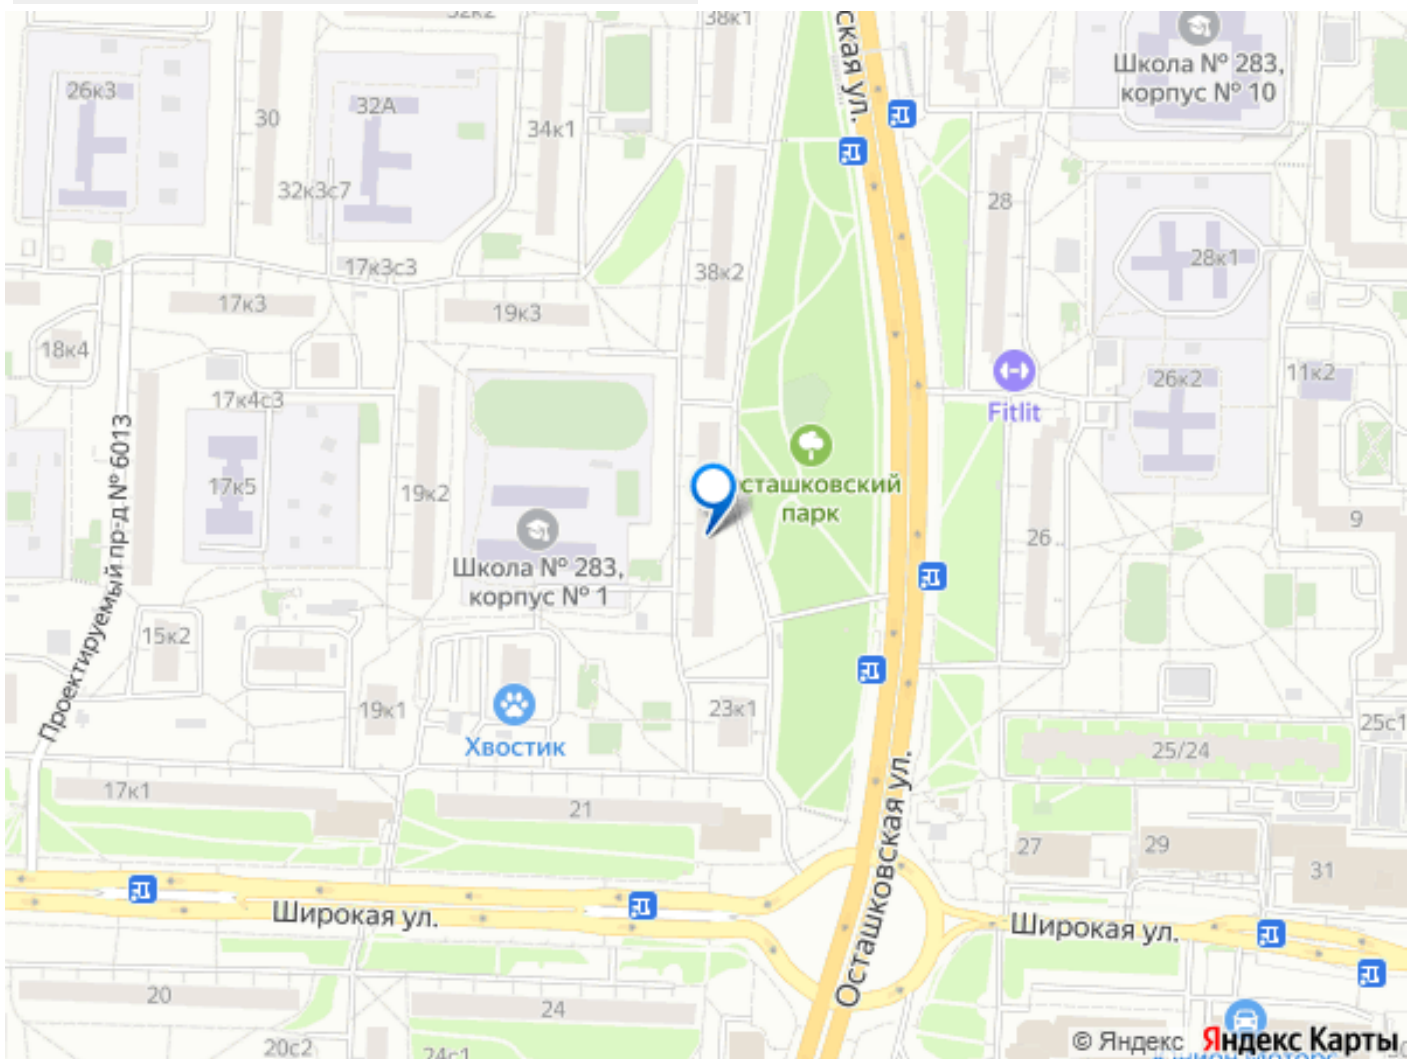 32к2
38к1
ская ул.
Школа № 283,
корпус № 10
26к3
32А
30
34к1
32к3с7
28
17к3с3
38к2
28к1
17к3
19к3
18к4
17к4с3
Fitlit
26к2
11к2
Проектируемый пр-д № 6013
17к5
19к2
сташковский
парк
9
26
Школа № 283,
корпус № 1
15к2
19к1
23к1
Хвостик
25с1
25/24
17к1
21
27
29
31
Осташковская ул.
Широкая ул.
Широкая ул.
20
24
20с2
24с1
© Яндекс Яндекс Карты